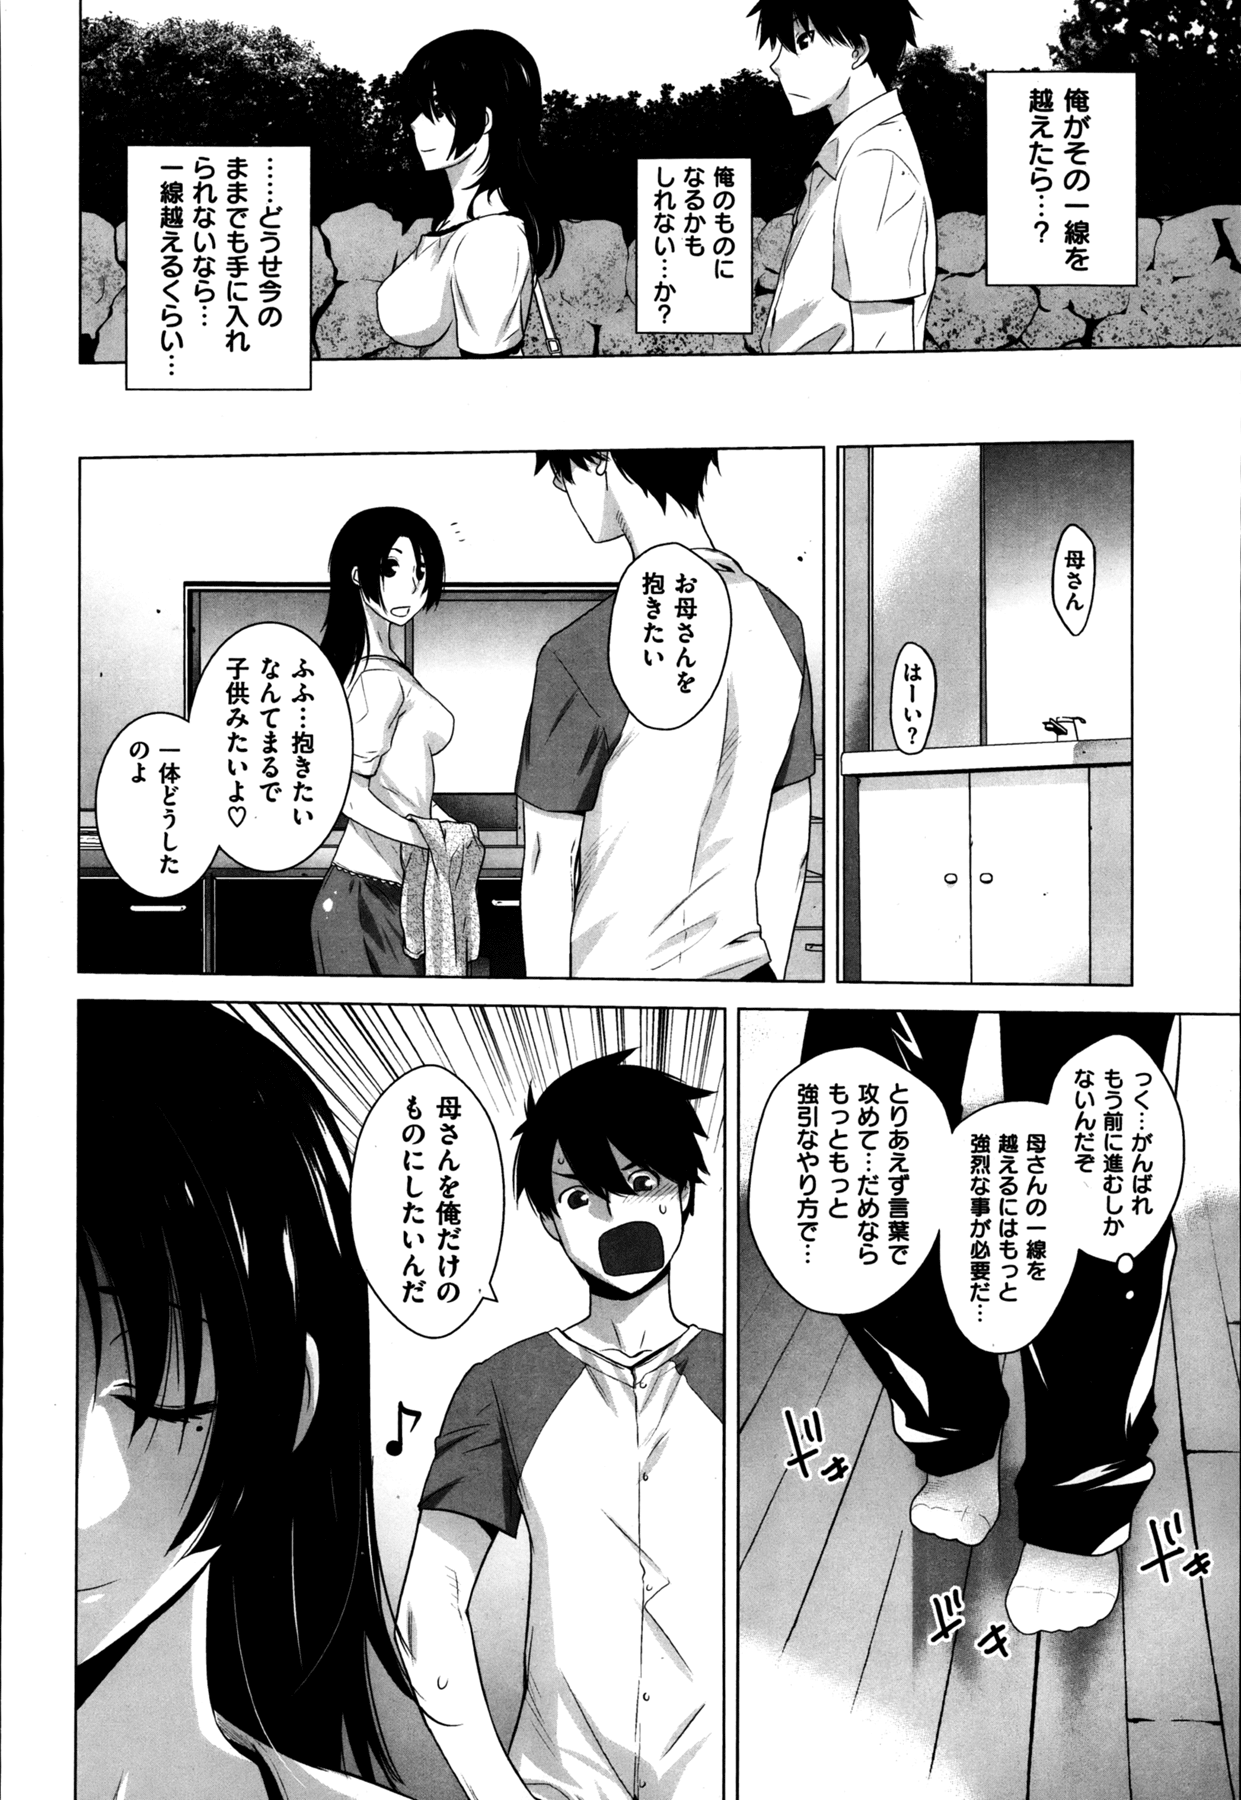 俺がその一線を
越えたら…?
俺のものに
なるかも
しれない…か?
……どうせ今の
ままでも手に入れ
られないなら…
一線越えるくらい…
母さん
はーい?
お母さんを
抱きたい
ふふ…抱きたい
なんてまるで
子供みたいよ♡
一体どうした
のよ
っく…がんばれ
もう前に進むしか
ないんだぞ
母さんの一線を
越えるにはもっと
強烈な事が必要だ…
とりあえず言葉で
攻めて…だめなら
もっともっと
強引なやり方で…
ドキ
ドキ
ドキ
母さんを俺だけの
ものにしたいんだ